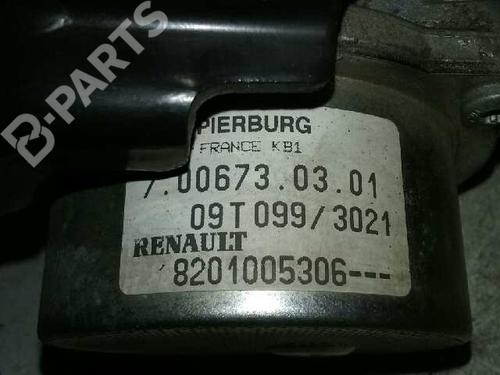 B-PARTS
PIERBURG
FRANCE KB1
7.00673.03.01
09T099/3021
RENAULT
8201005306---